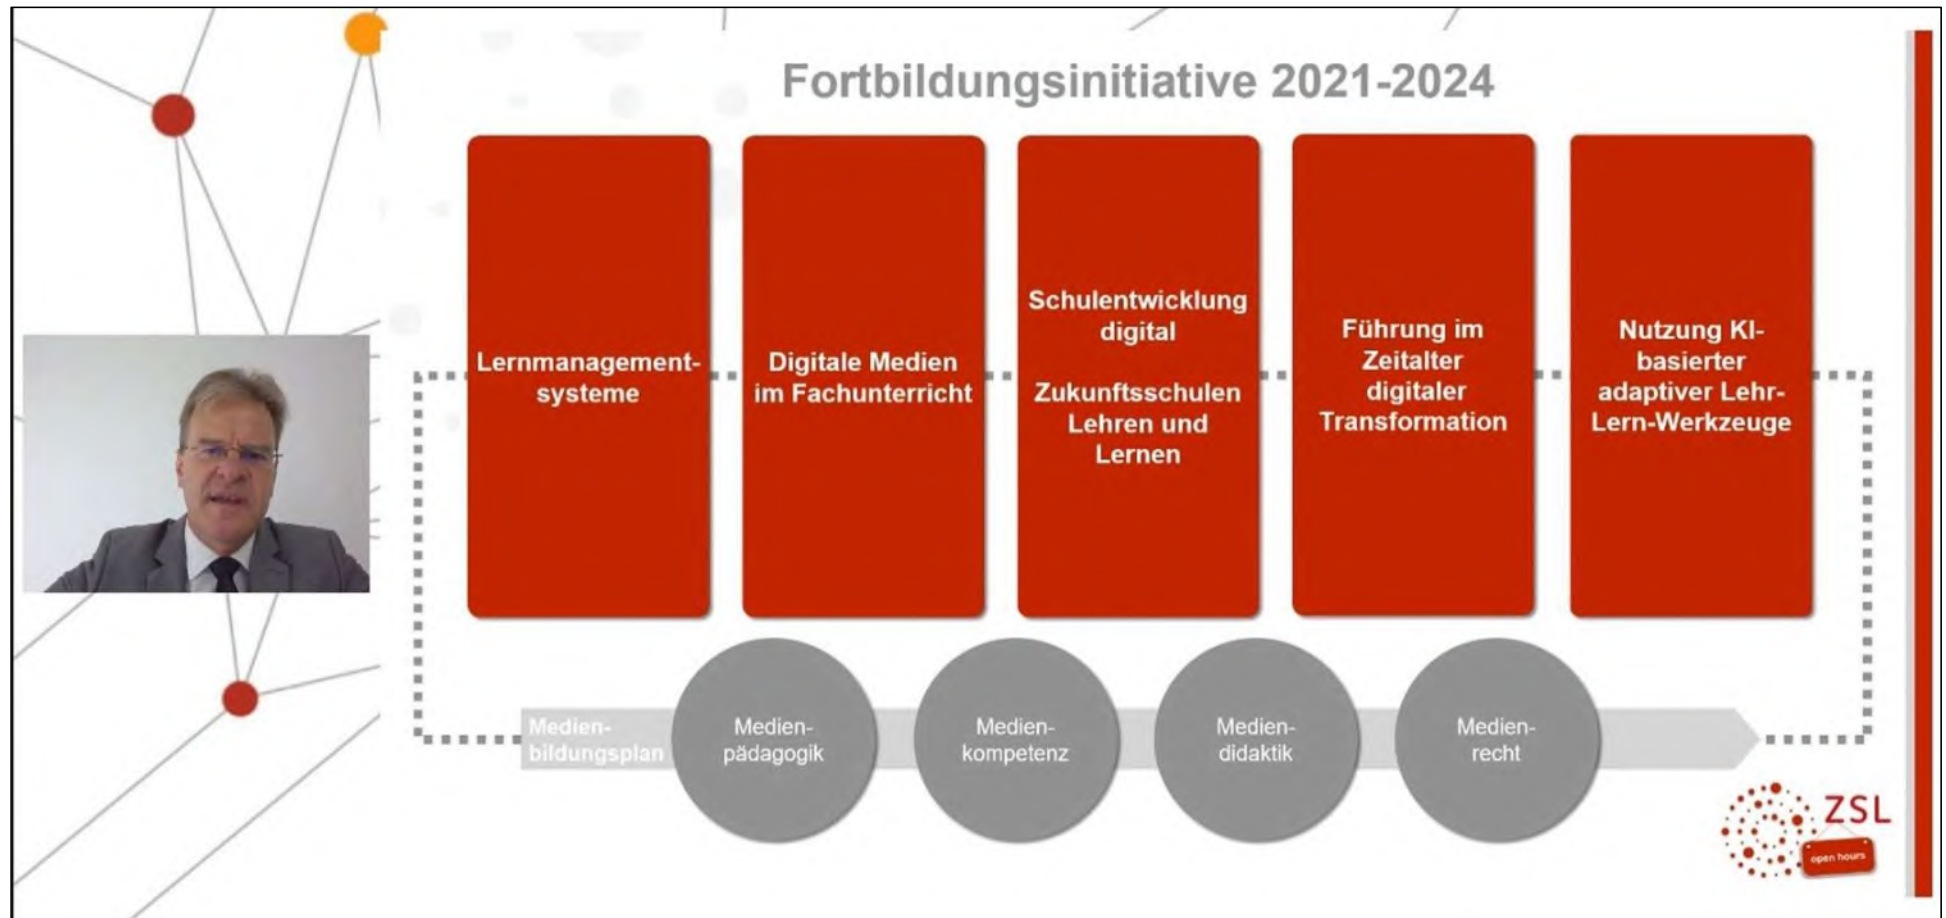 Fortbildungsinitiative 2021-2024
Lernmanagement-
systeme
Digitale Medien
im Fachunterricht
Schulentwicklung
digital
Zukunftsschulen
Lehren und
Lernen
Führung im
Zeitalter
digitaler
Transformation
Nutzung KI-
basierter
adaptiver Lehr-
Lern-Werkzeuge
Medien-
bildungsplan
Medien-
pädagogik
Medien-
kompetenz
Medien-
didaktik
Medien-
recht
ZSL
open hours